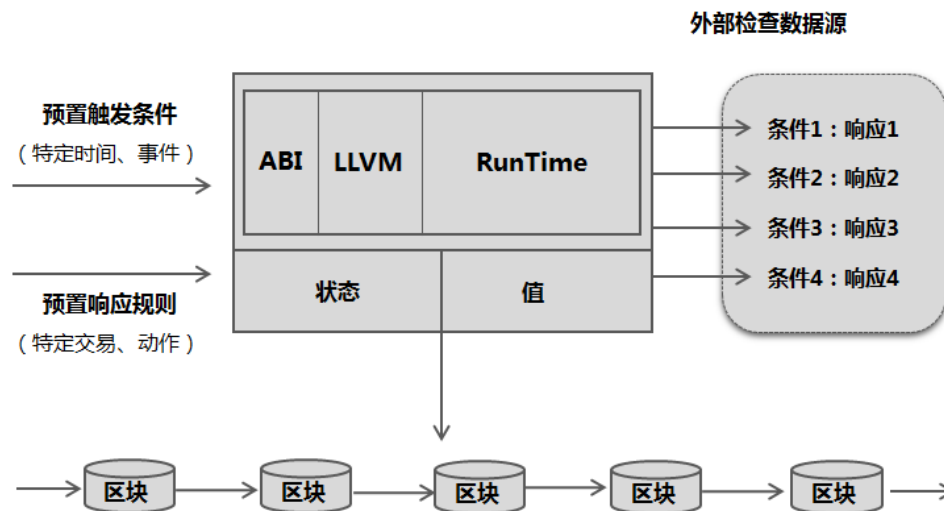 外部检查数据源
预置触发条件
（特定时间、事件）
ABI
LLVM
RunTime
条件1：响应1
条件2：响应2
条件3：响应3
条件4：响应4
状态
值
预置响应规则
（特定交易、动作）
区块
区块
区块
区块
区块